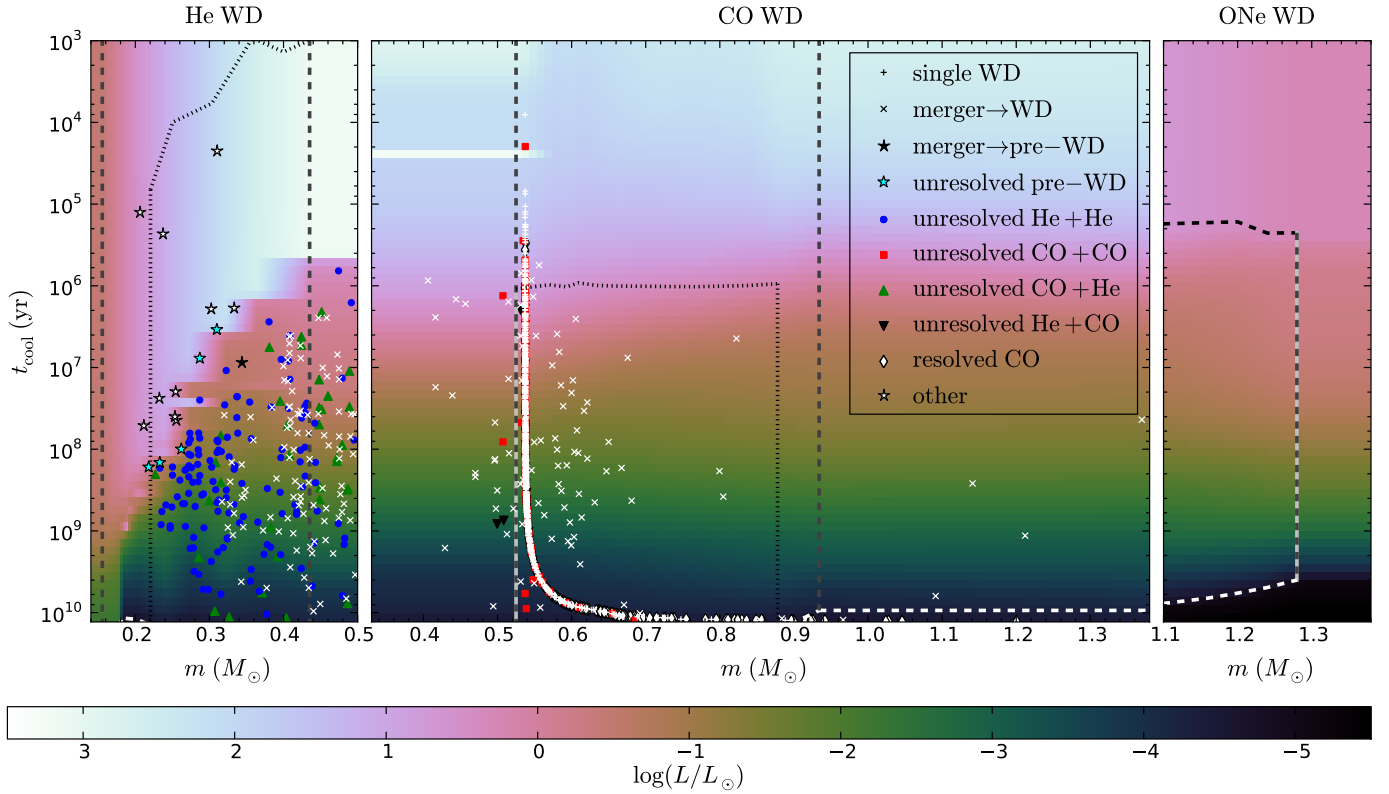 He WD
CO WD
ONe WD
10³
10⁴
10⁵
10⁶
10⁷
10⁸
10⁹
10¹⁰
t_cool (yr)
single WD
merger→WD
merger→pre−WD
unresolved pre−WD
unresolved He+He
unresolved CO+CO
unresolved CO+He
unresolved He+CO
resolved CO
other
0.2 0.3 0.4 0.5
0.4 0.5 0.6 0.7 0.8 0.9 1.0 1.1 1.2 1.3
1.1 1.2 1.3
m (M☉)
m (M☉)
m (M☉)
3 2 1 0 −1 −2 −3 −4 −5
log(L/L☉)